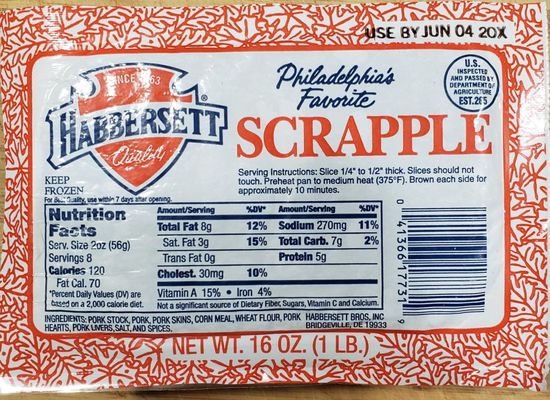 USE BY JUN 04 20X
SINCE 1863
HABBERSETT
Quality
Philadelphia's
Favorite
SCRAPPLE
U.S.
INSPECTED
AND PASSED BY
DEPARTMENT OF
AGRICULTURE
EST. 2E5
KEEP
FROZEN
For Best Quality, use within 7 days after opening.
Serving Instructions: Slice 1/4" to 1/2" thick. Slices should not
touch. Preheat pan to medium heat (375°F). Brown each side for
approximately 10 minutes.
Nutrition
Facts
Serv. Size 2oz (56g)
Servings 8
Calories 120
Fat Cal. 70
*Percent Daily Values (DV) are
based on a 2,000 calorie diet.
Amount/Serving %DV* Amount/Serving %DV*
Total Fat 8g 12% Sodium 270mg 11%
Sat. Fat 3g 15% Total Carb. 7g 2%
Trans Fat 0g Protein 5g
Cholest. 30mg 10%
Vitamin A 15% • Iron 4%
Not a significant source of Dietary Fiber, Sugars, Vitamin C and Calcium.
INGREDIENTS: PORK STOCK, PORK, PORK SKINS, CORN MEAL, WHEAT FLOUR, PORK
HEARTS, PORK LIVERS, SALT, AND SPICES.
HABBERSETT BROS, INC
BRIDGEVILLE, DE 19933
NET WT. 16 OZ. (1 LB.)